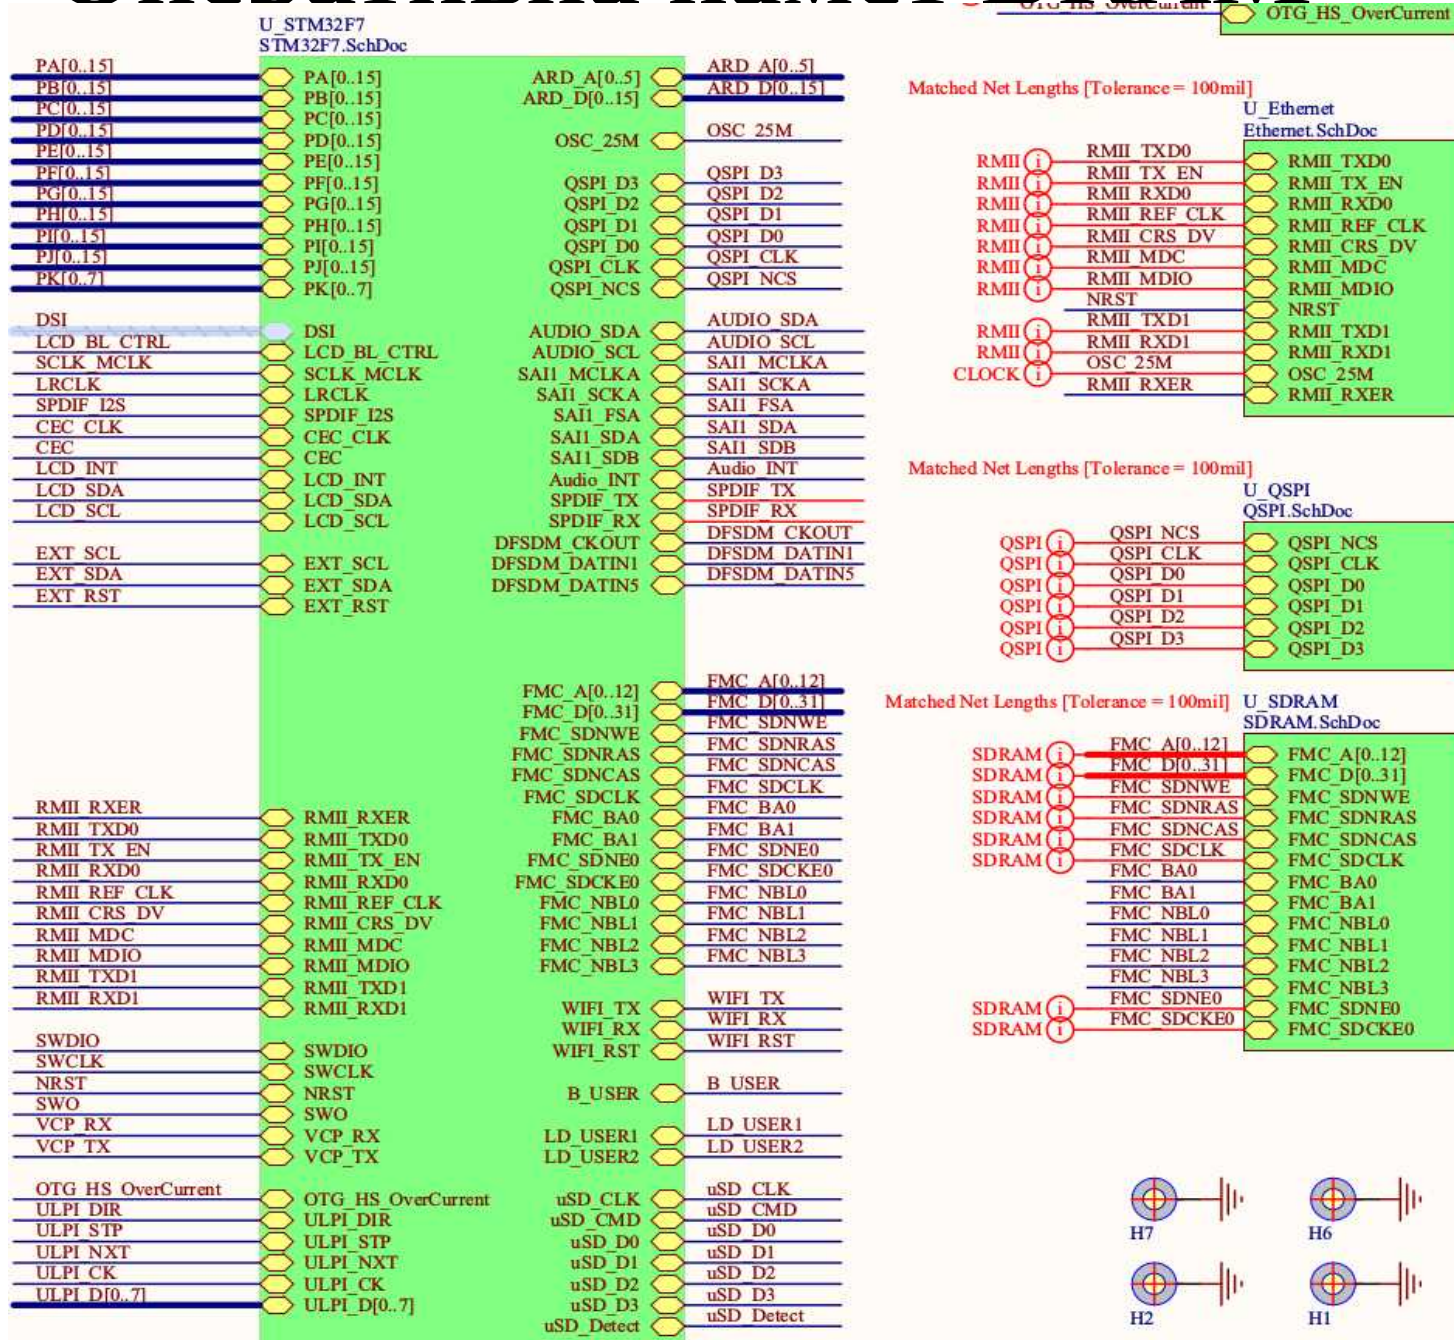 OTG_HS_OverCurrent
U_STM32F7
STM32F7.SchDoc
PA[0..15]
PB[0..15]
PC[0..15]
PD[0..15]
PE[0..15]
PF[0..15]
PG[0..15]
PH[0..15]
PI[0..15]
PJ[0..15]
PK[0..7]
DSI
LCD_BL_CTRL
SCLK_MCLK
LRCLK
SPDIF_I2S
CEC_CLK
CEC
LCD_INT
LCD_SDA
LCD_SCL
EXT_SCL
EXT_SDA
EXT_RST
RMII_RXER
RMII_TXD0
RMII_TX_EN
RMII_RXD0
RMII_REF_CLK
RMII_CRS_DV
RMII_MDC
RMII_MDIO
RMII_TXD1
RMII_RXD1
SWDIO
SWCLK
NRST
SWO
VCP_RX
VCP_TX
OTG_HS_OverCurrent
ULPI_DIR
ULPI_STP
ULPI_NXT
ULPI_CK
ULPI_D[0..7]
PA[0..15] ARD_A[0..5]
PB[0..15] ARD_D[0..15]
PC[0..15]
PD[0..15] OSC_25M
PE[0..15]
PF[0..15] QSPI_D3
PG[0..15] QSPI_D2
PH[0..15] QSPI_D1
PI[0..15] QSPI_D0
PJ[0..15] QSPI_CLK
PK[0..7] QSPI_NCS
DSI AUDIO_SDA
LCD_BL_CTRL AUDIO_SCL
SCLK_MCLK SAI1_MCLKA
LRCLK SAI1_SCKA
SPDIF_I2S SAI1_FSA
CEC_CLK SAI1_SDA
CEC SAI1_SDB
LCD_INT Audio_INT
LCD_SDA SPDIF_TX
LCD_SCL SPDIF_RX
DFSDM_CKOUT
EXT_SCL DFSDM_DATIN1
EXT_SDA DFSDM_DATIN5
EXT_RST
FMC_A[0..12]
FMC_D[0..31]
FMC_SDNWE
FMC_SDNRAS
FMC_SDNCAS
FMC_SDCLK
RMII_RXER FMC_BA0
RMII_TXD0 FMC_BA1
RMII_TX_EN FMC_SDNE0
RMII_RXD0 FMC_SDCKE0
RMII_REF_CLK FMC_NBL0
RMII_CRS_DV FMC_NBL1
RMII_MDC FMC_NBL2
RMII_MDIO FMC_NBL3
RMII_TXD1
RMII_RXD1 WIFI_TX
WIFI_RX
SWDIO WIFI_RST
SWCLK
NRST B_USER
SWO
VCP_RX LD_USER1
VCP_TX LD_USER2
OTG_HS_OverCurrent uSD_CLK
ULPI_DIR uSD_CMD
ULPI_STP uSD_D0
ULPI_NXT uSD_D1
ULPI_CK uSD_D2
ULPI_D[0..7] uSD_D3
uSD_Detect
ARD_A[0..5]
ARD_D[0..15]
OSC_25M
QSPI_D3
QSPI_D2
QSPI_D1
QSPI_D0
QSPI_CLK
QSPI_NCS
AUDIO_SDA
AUDIO_SCL
SAI1_MCLKA
SAI1_SCKA
SAI1_FSA
SAI1_SDA
SAI1_SDB
Audio_INT
SPDIF_TX
SPDIF_RX
DFSDM_CKOUT
DFSDM_DATIN1
DFSDM_DATIN5
FMC_A[0..12]
FMC_D[0..31]
FMC_SDNWE
FMC_SDNRAS
FMC_SDNCAS
FMC_SDCLK
FMC_BA0
FMC_BA1
FMC_SDNE0
FMC_SDCKE0
FMC_NBL0
FMC_NBL1
FMC_NBL2
FMC_NBL3
WIFI_TX
WIFI_RX
WIFI_RST
B_USER
LD_USER1
LD_USER2
uSD_CLK
uSD_CMD
uSD_D0
uSD_D1
uSD_D2
uSD_D3
uSD_Detect
Matched Net Lengths [Tolerance = 100mil]
U_Ethernet
Ethernet.SchDoc
RMII i RMII_TXD0 RMII_TXD0
RMII i RMII_TX_EN RMII_TX_EN
RMII i RMII_RXD0 RMII_RXD0
RMII i RMII_REF_CLK RMII_REF_CLK
RMII i RMII_CRS_DV RMII_CRS_DV
RMII i RMII_MDC RMII_MDC
RMII i RMII_MDIO RMII_MDIO
NRST NRST
RMII i RMII_TXD1 RMII_TXD1
RMII i RMII_RXD1 RMII_RXD1
CLOCK i OSC_25M OSC_25M
RMII_RXER RMII_RXER
Matched Net Lengths [Tolerance = 100mil]
U_QSPI
QSPI.SchDoc
QSPI i QSPI_NCS QSPI_NCS
QSPI i QSPI_CLK QSPI_CLK
QSPI i QSPI_D0 QSPI_D0
QSPI i QSPI_D1 QSPI_D1
QSPI i QSPI_D2 QSPI_D2
QSPI i QSPI_D3 QSPI_D3
Matched Net Lengths [Tolerance = 100mil]
U_SDRAM
SDRAM.SchDoc
SDRAM i FMC_A[0..12] FMC_A[0..12]
SDRAM i FMC_D[0..31] FMC_D[0..31]
SDRAM i FMC_SDNWE FMC_SDNWE
SDRAM i FMC_SDNRAS FMC_SDNRAS
SDRAM i FMC_SDNCAS FMC_SDNCAS
SDRAM i FMC_SDCLK FMC_SDCLK
FMC_BA0 FMC_BA0
FMC_BA1 FMC_BA1
FMC_NBL0 FMC_NBL0
FMC_NBL1 FMC_NBL1
FMC_NBL2 FMC_NBL2
FMC_NBL3 FMC_NBL3
SDRAM i FMC_SDNE0 FMC_SDNE0
SDRAM i FMC_SDCKE0 FMC_SDCKE0
H7 H6
H2 H1